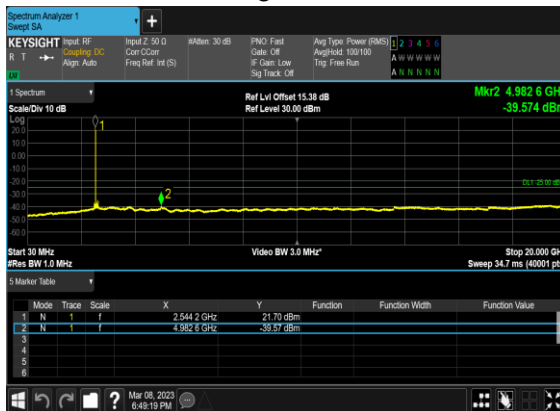 Spectrum Analyzer 1
Swept SA
KEYSIGHT Input: RF Input Z: 50 Ω #Atten: 30 dB PNO: Fast Avg Type: Power (RMS) 1 2 3 4 5 6
R T Coupling: DC Corr CCorr Gate: Off Avg|Hold: 100/100 A W W W W W
Align: Auto Freq Ref: Int (S) IF Gain: Low Trig: Free Run
Sig Track: Off A N N N N N
1 Spectrum Ref Lvl Offset 15.38 dB Mkr2 4.982 6 GH
Scale/Div 10 dB Ref Level 30.00 dBm -39.574 dBr
Log
20.0
10.0
0.00
-10.0
-20.0
-30.0
-40.0
-50.0
-60.0
1
2
Start 30 MHz Video BW 3.0 MHz* Stop 20.000 GH
#Res BW 1.0 MHz Sweep 34.7 ms (40001 pt
5 Marker Table
Mode Trace Scale X Y Function Function Width Function Value
1 N 1 f 2.544 2 GHz 21.70 dBm
2 N 1 f 4.982 6 GHz -39.57 dBm
3
4
5
6
? Mar 08, 2023
6:49:19 PM